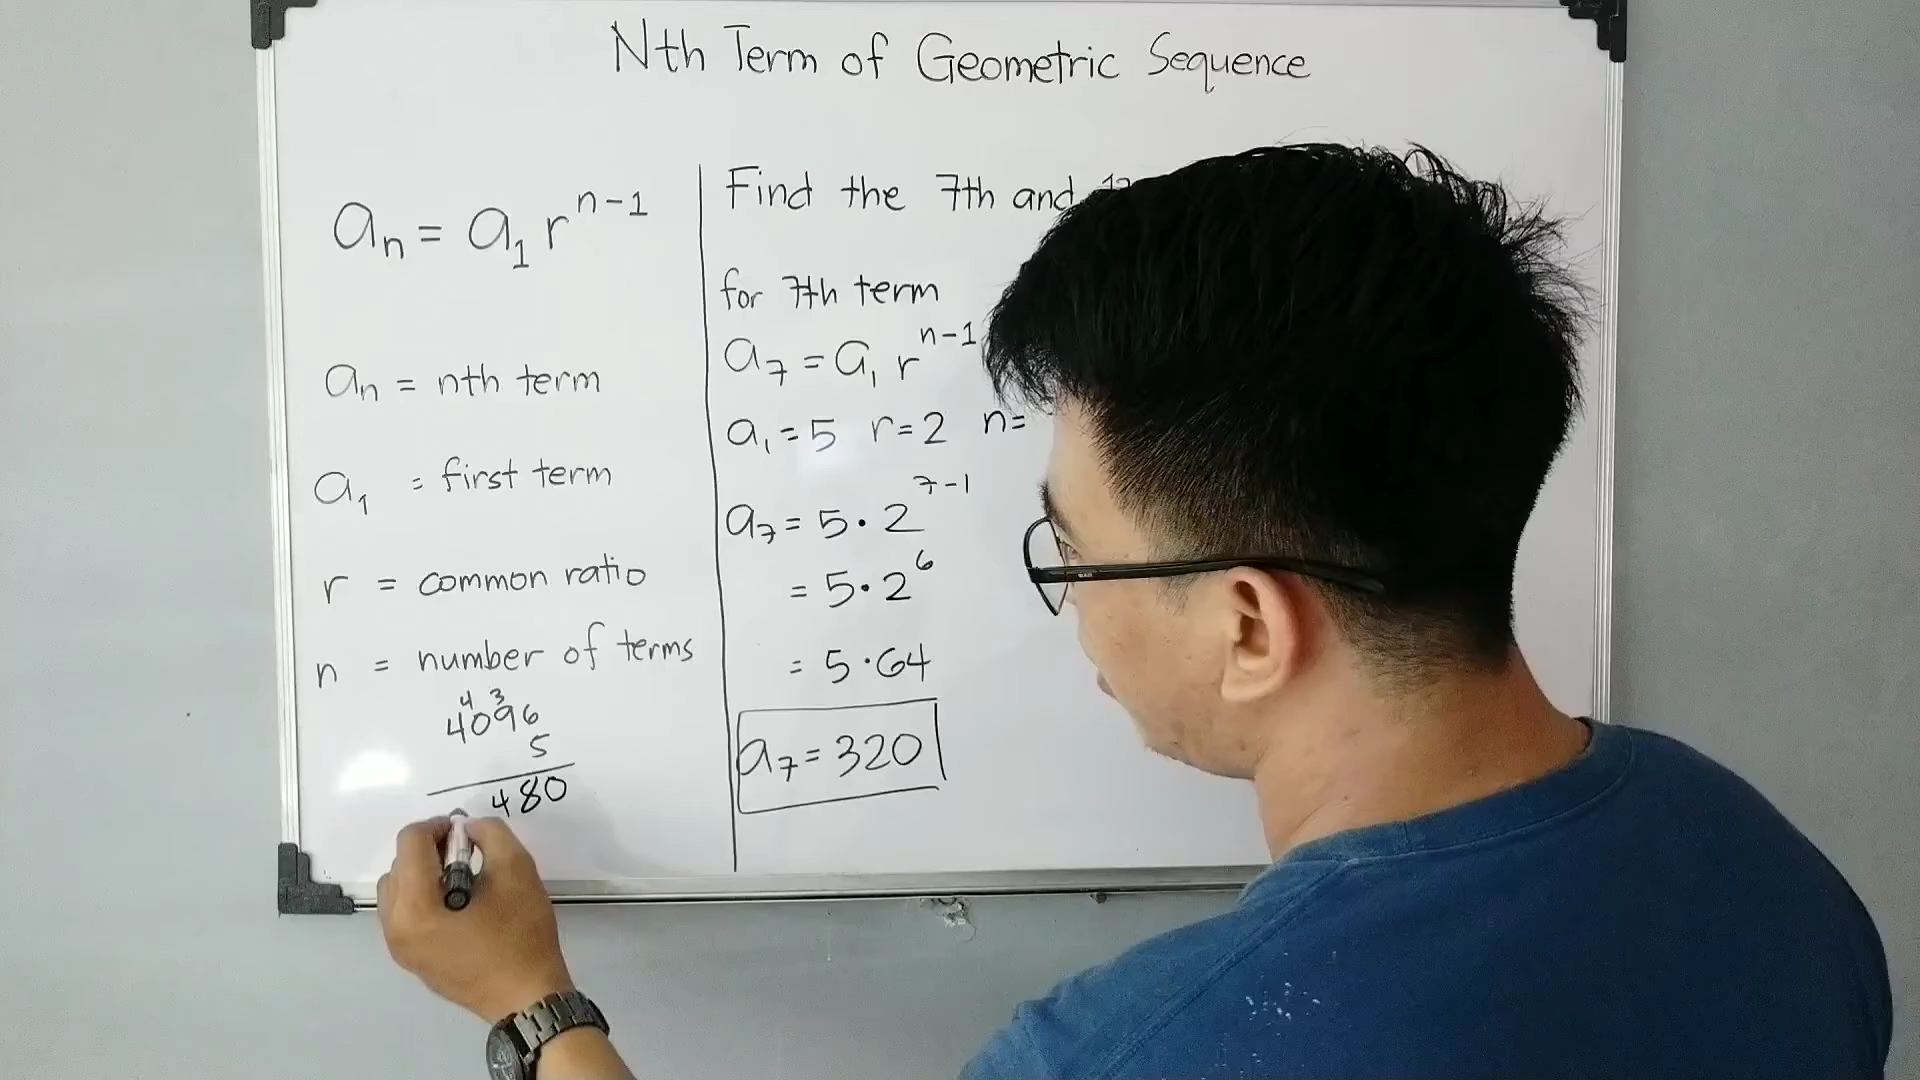 Nth Term of Geometric Sequence
aₙ = a₁ rⁿ⁻¹
aₙ = nth term
a₁ = first term
r = common ratio
n = number of terms
4 3
4096
5
480
Find the 7th and
for 7th term
a₇ = a₁ rⁿ⁻¹
a₁ = 5 r = 2 n =
a₇ = 5 · 2⁷⁻¹
= 5 · 2⁶
= 5 · 64
a₇ = 320